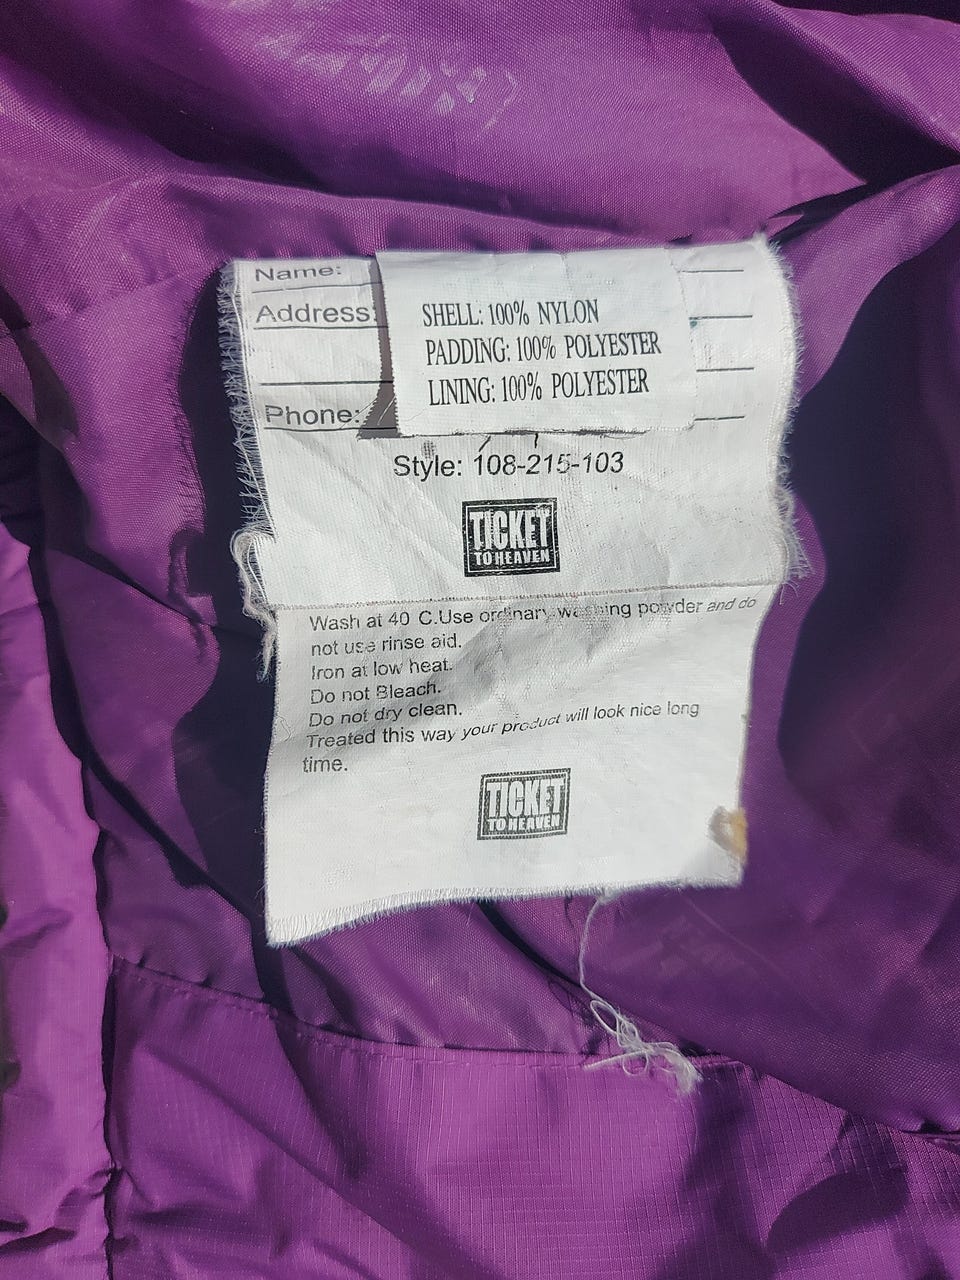 Name:
Address:
Phone:
SHELL: 100% NYLON
PADDING: 100% POLYESTER
LINING: 100% POLYESTER
Style: 108-215-103
TICKET
TO HEAVEN
Wash at 40 C.Use ordinary washing powder and do
not use rinse aid.
Iron at low heat.
Do not Bleach.
Do not dry clean.
Treated this way your product will look nice long
time.
TICKET
TO HEAVEN